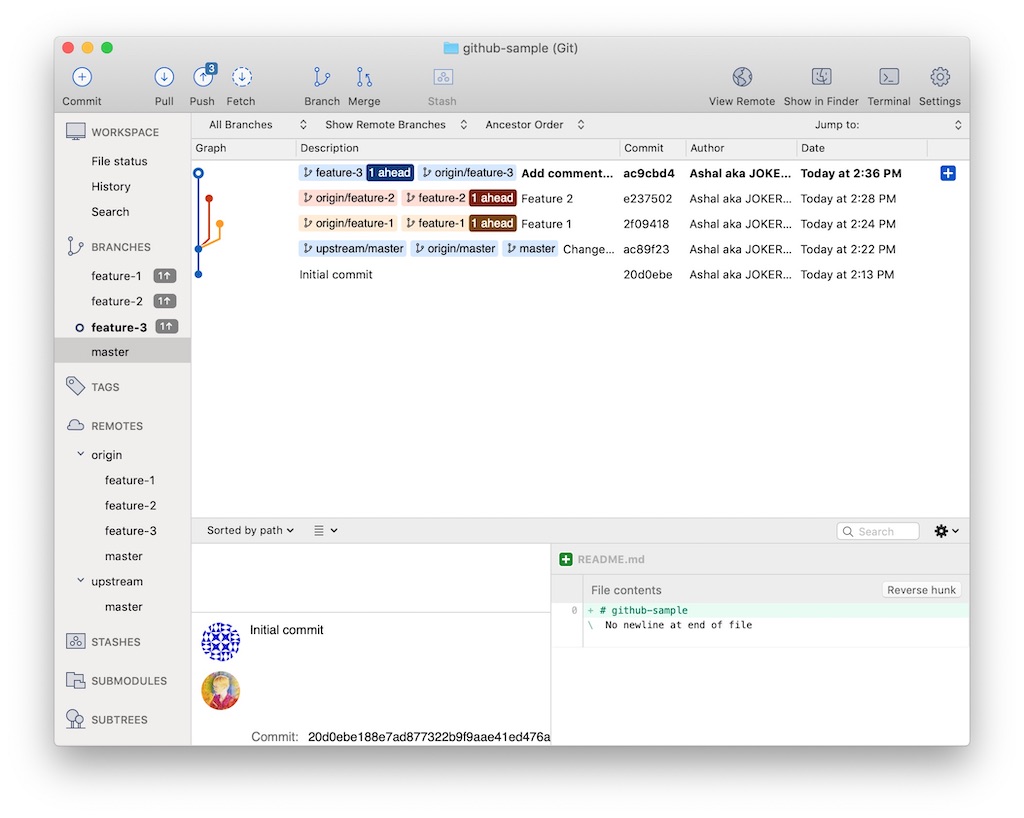 github-sample (Git)
3
Commit Pull Push Fetch Branch Merge Stash View Remote Show in Finder Terminal Settings
All Branches Show Remote Branches Ancestor Order Jump to:
Graph Description Commit Author Date
feature-3 1 ahead origin/feature-3 Add comment... ac9cbd4 Ashal aka JOKE... Today at 2:36 PM
origin/feature-2 feature-2 1 ahead Feature 2 e237502 Ashal aka JOKER... Today at 2:28 PM
origin/feature-1 feature-1 1 ahead Feature 1 2f09418 Ashal aka JOKER... Today at 2:24 PM
upstream/master origin/master master Change... ac89f23 Ashal aka JOKER... Today at 2:22 PM
Initial commit 20d0ebe Ashal aka JOKER... Today at 2:13 PM
WORKSPACE
File status
History
Search
BRANCHES
feature-1 1↑
feature-2 1↑
feature-3 1↑
master
TAGS
REMOTES
origin
feature-1
feature-2
feature-3
master
upstream
master
STASHES
SUBMODULES
SUBTREES
Sorted by path Search
Initial commit
Commit: 20d0ebe188e7ad877322b9f9aae41ed476a
README.md
File contents Reverse hunk
0 + # github-sample
\ No newline at end of file